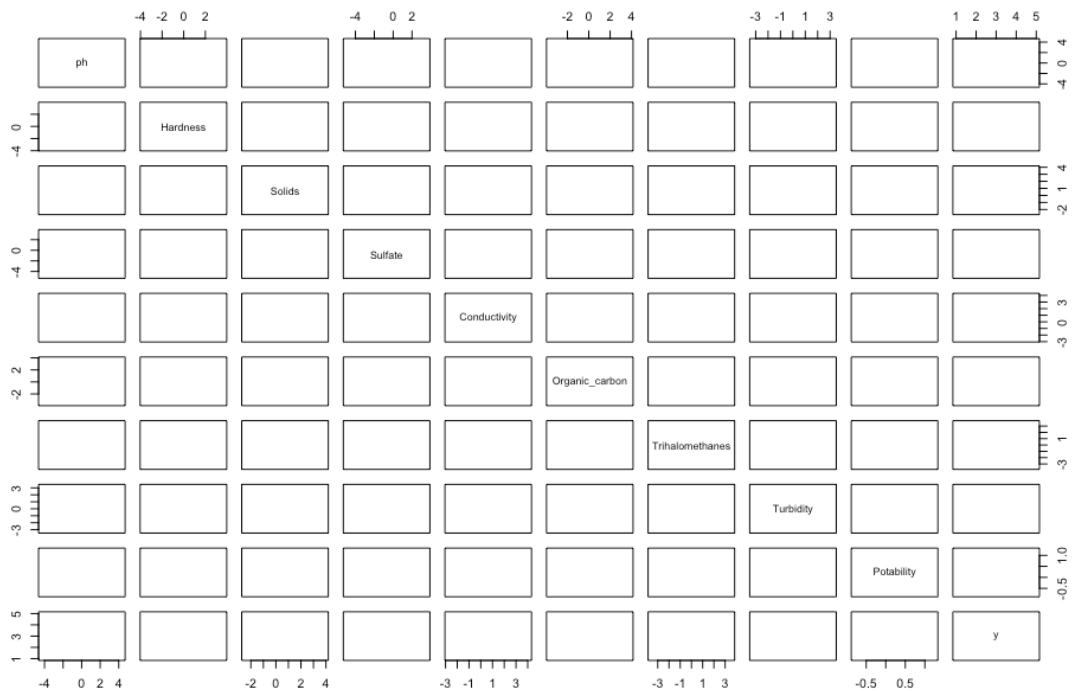 -4 -2 0 2
-4 0 2
-2 0 2 4
-3 -1 1 3
1 2 3 4 5
ph
-4 0 4
-4 0
Hardness
Solids
-2 1 4
-4 0
Sulfate
Conductivity
-3 0 3
-2 2
Organic_carbon
Trihalomethanes
-3 1
-3 0 3
Turbidity
Potability
-0.5 1.0
1 3 5
y
-4 0 2 4
-2 0 2 4
-3 -1 1 3
-3 -1 1 3
-0.5 0.5